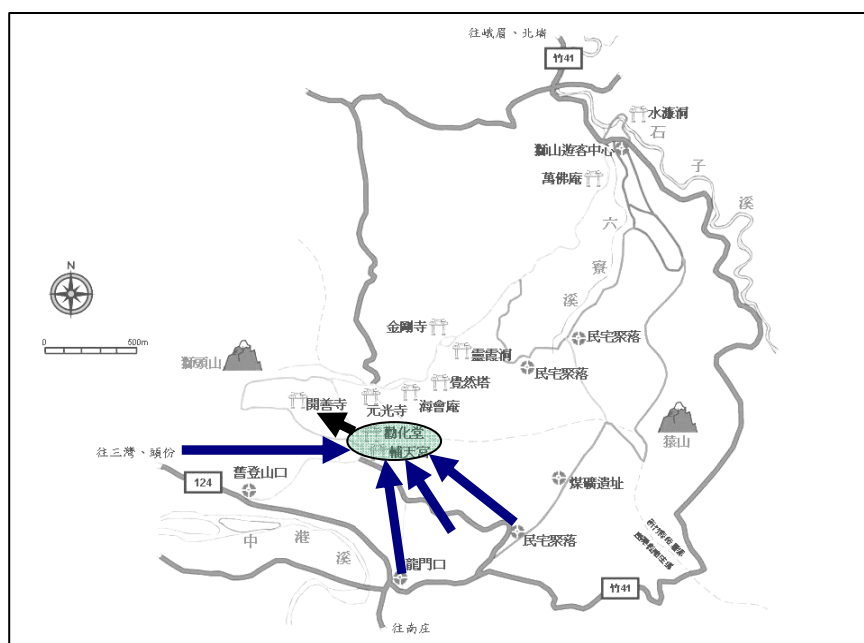 往峨眉、北埔
竹41
水濂洞
石
子
溪
獅山遊客中心
萬佛庵
六
寮
溪
N
0 500m
獅頭山
金剛寺
靈霞洞
民宅聚落
民宅聚落
覺然塔
海會庵
元光寺
開善寺
勸化堂
輔天宮
猿山
往三灣、頭份
124
舊登山口
煤礦遺址
中
港
溪
民宅聚落
龍門口
竹41
往南庄